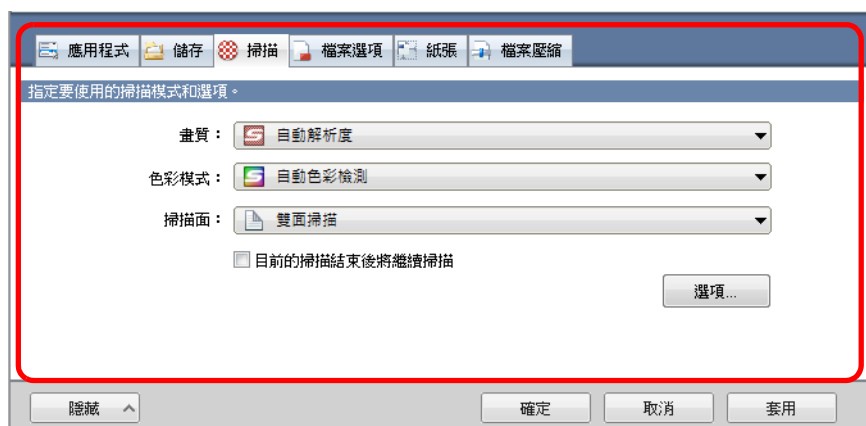 應用程式 儲存 掃描 檔案選項 紙張 檔案壓縮
指定要使用的掃描模式和選項。
畫質： 自動解析度
色彩模式： 自動色彩檢測
掃描面： 雙面掃描
目前的掃描結束後將繼續掃描
選項...
隱藏 確定 取消 套用